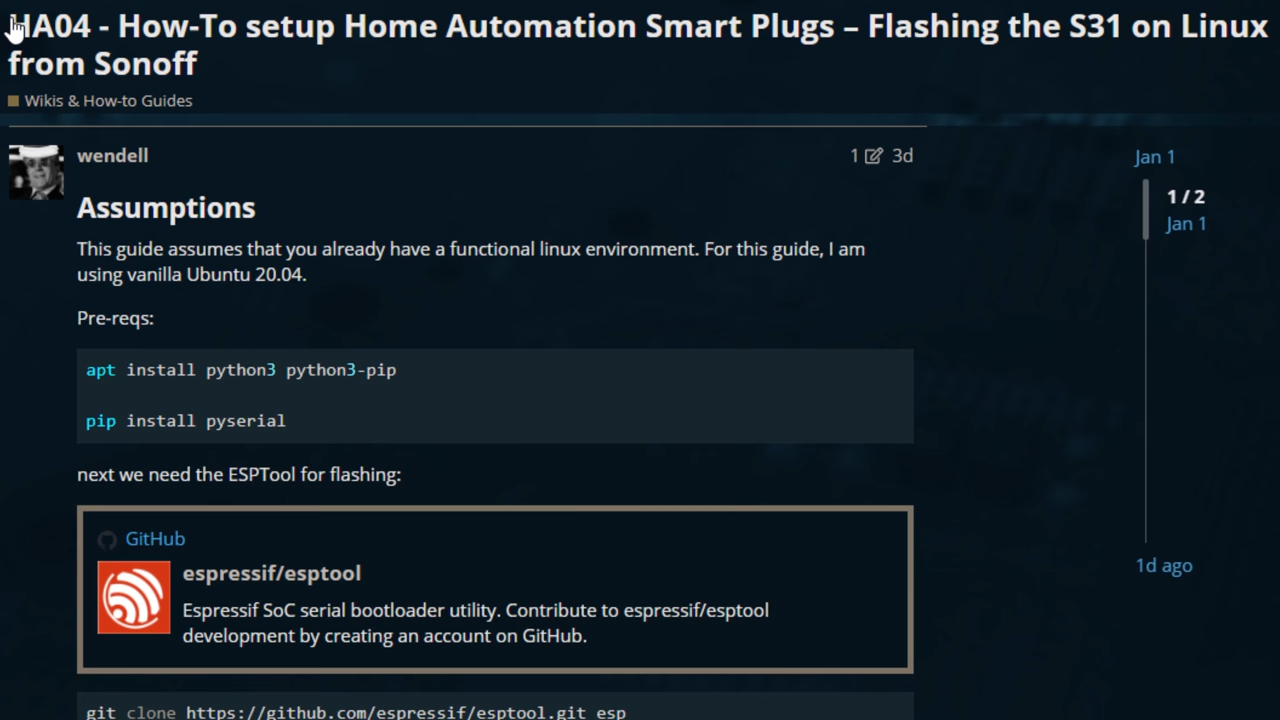 HA04 - How-To setup Home Automation Smart Plugs – Flashing the S31 on Linux
from Sonoff
Wikis & How-to Guides
wendell
1 3d
Assumptions
This guide assumes that you already have a functional linux environment. For this guide, I am
using vanilla Ubuntu 20.04.
Pre-reqs:
apt install python3 python3-pip
pip install pyserial
next we need the ESPTool for flashing:
GitHub
espressif/esptool
Espressif SoC serial bootloader utility. Contribute to espressif/esptool
development by creating an account on GitHub.
git clone https://github.com/espressif/esptool.git esp
Jan 1
1 / 2
Jan 1
1d ago